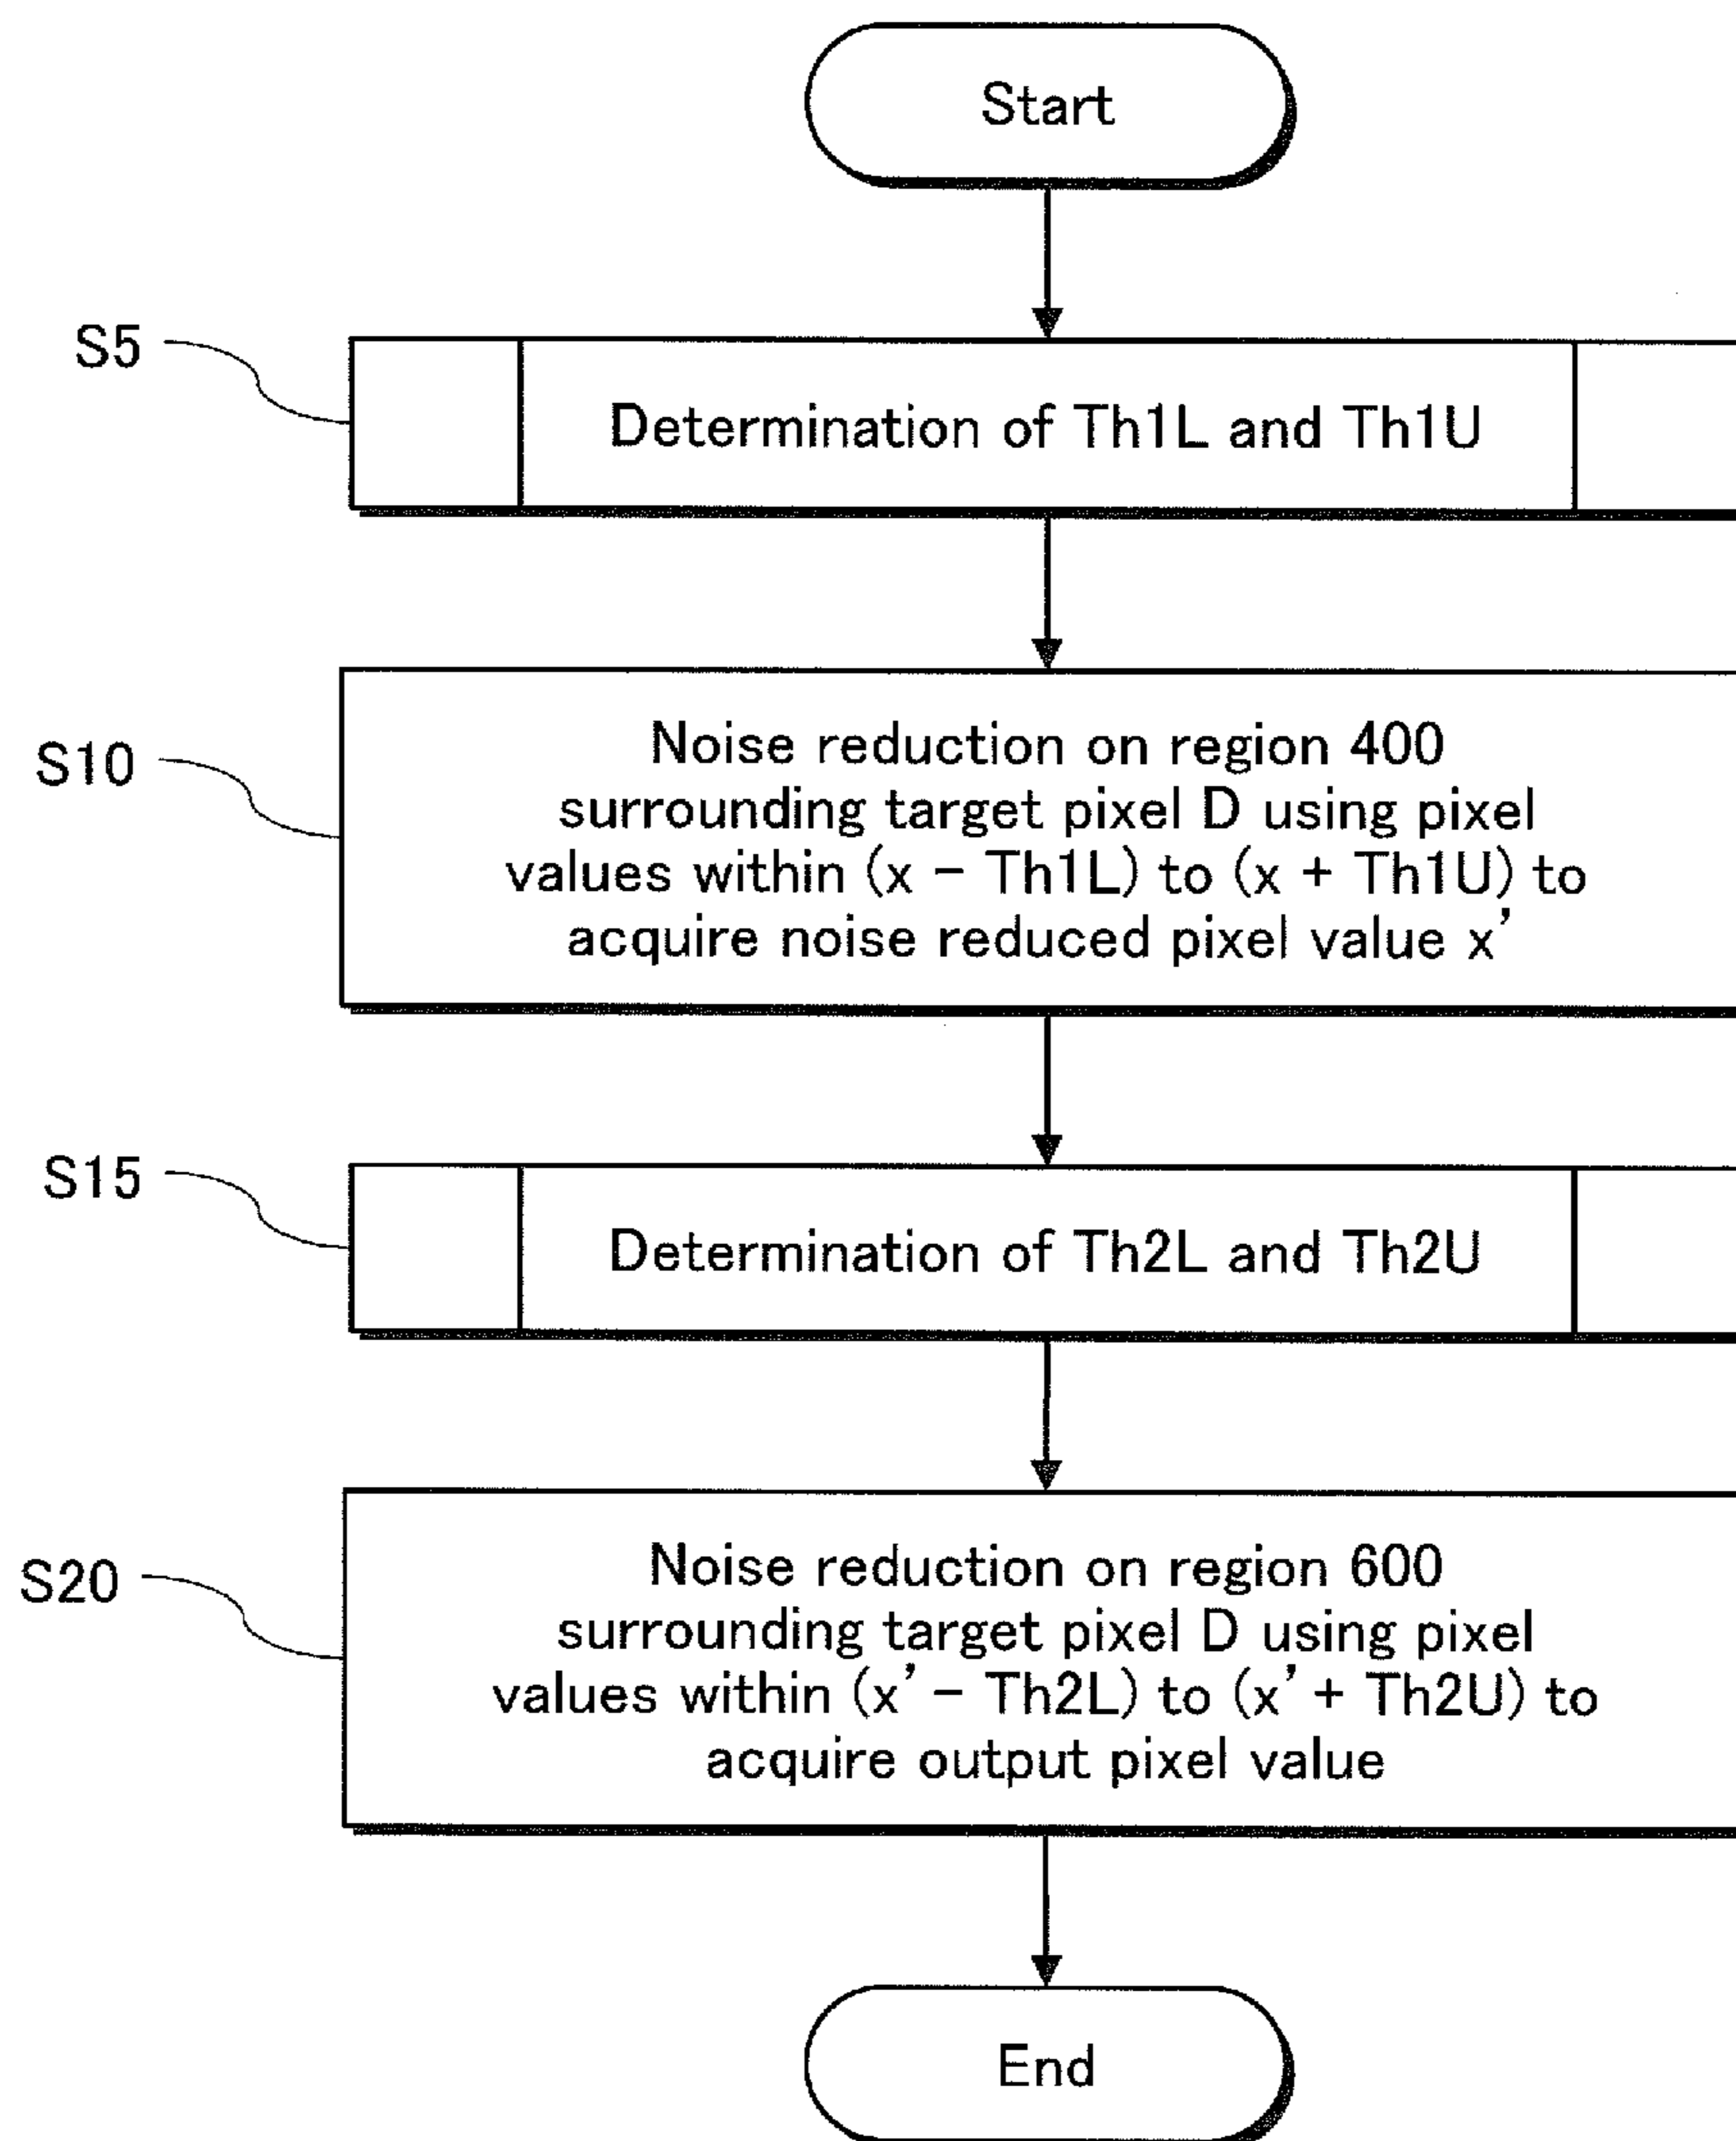 Start
S5
Determination of Th1L and Th1U
S10
Noise reduction on region 400
surrounding target pixel D using pixel
values within (x − Th1L) to (x + Th1U) to
acquire noise reduced pixel value x'
S15
Determination of Th2L and Th2U
S20
Noise reduction on region 600
surrounding target pixel D using pixel
values within (x' − Th2L) to (x' + Th2U) to
acquire output pixel value
End